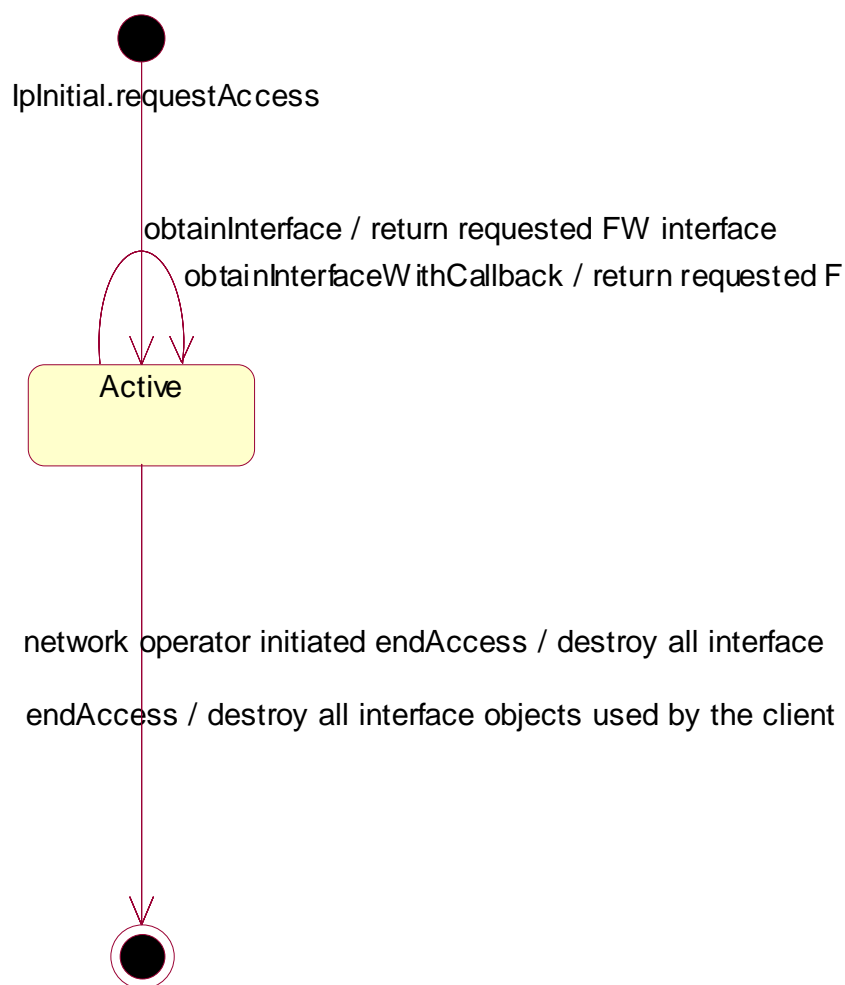 IpInitial.requestAccess
obtainInterface / return requested FW interface
obtainInterfaceWithCallback / return requested F
Active
network operator initiated endAccess / destroy all interface
endAccess / destroy all interface objects used by the client